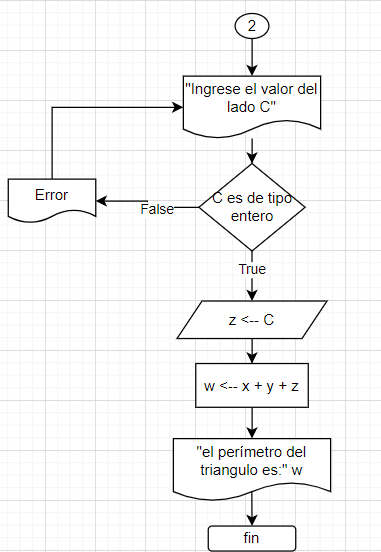 2
"Ingrese el valor del
lado C"
Error
C es de tipo
entero
False
True
z <-- C
w <-- x + y + z
"el perímetro del
triangulo es:" w
fin